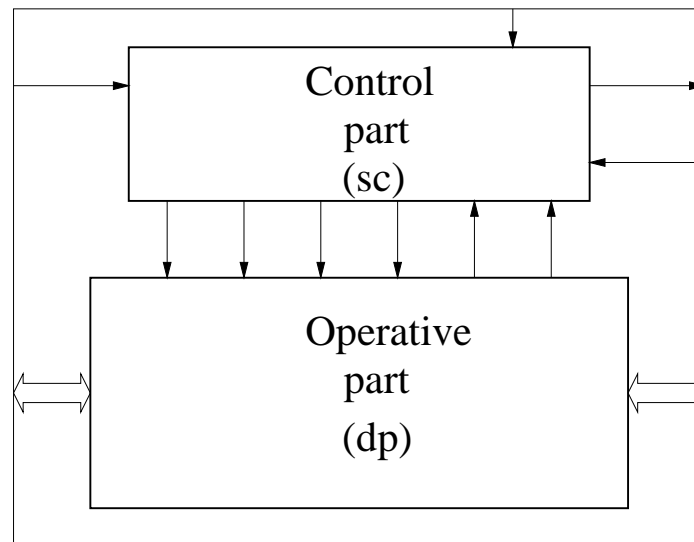 Control
part
(sc)
Operative
part
(dp)